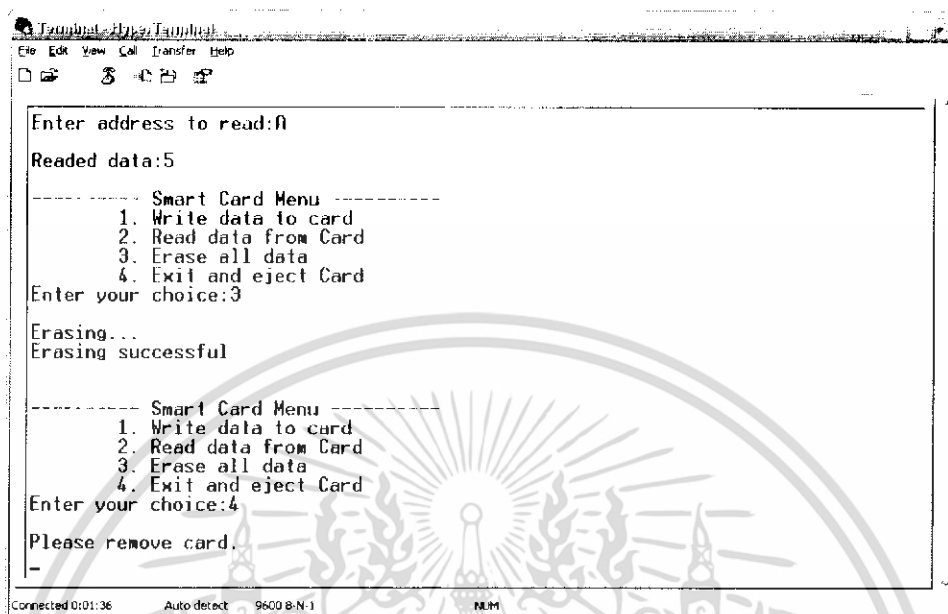 Terminal - HyperTerminal
File Edit View Call Transfer Help
Enter address to read:A
Readed data:5
----------- Smart Card Menu -----------
1. Write data to card
2. Read data from Card
3. Erase all data
4. Exit and eject Card
Enter your choice:3
Erasing...
Erasing successful
----------- Smart Card Menu -----------
1. Write data to card
2. Read data from Card
3. Erase all data
4. Exit and eject Card
Enter your choice:4
Please remove card.
_
Connected 0:01:36 Auto detect 9600 8-N-1 NUM